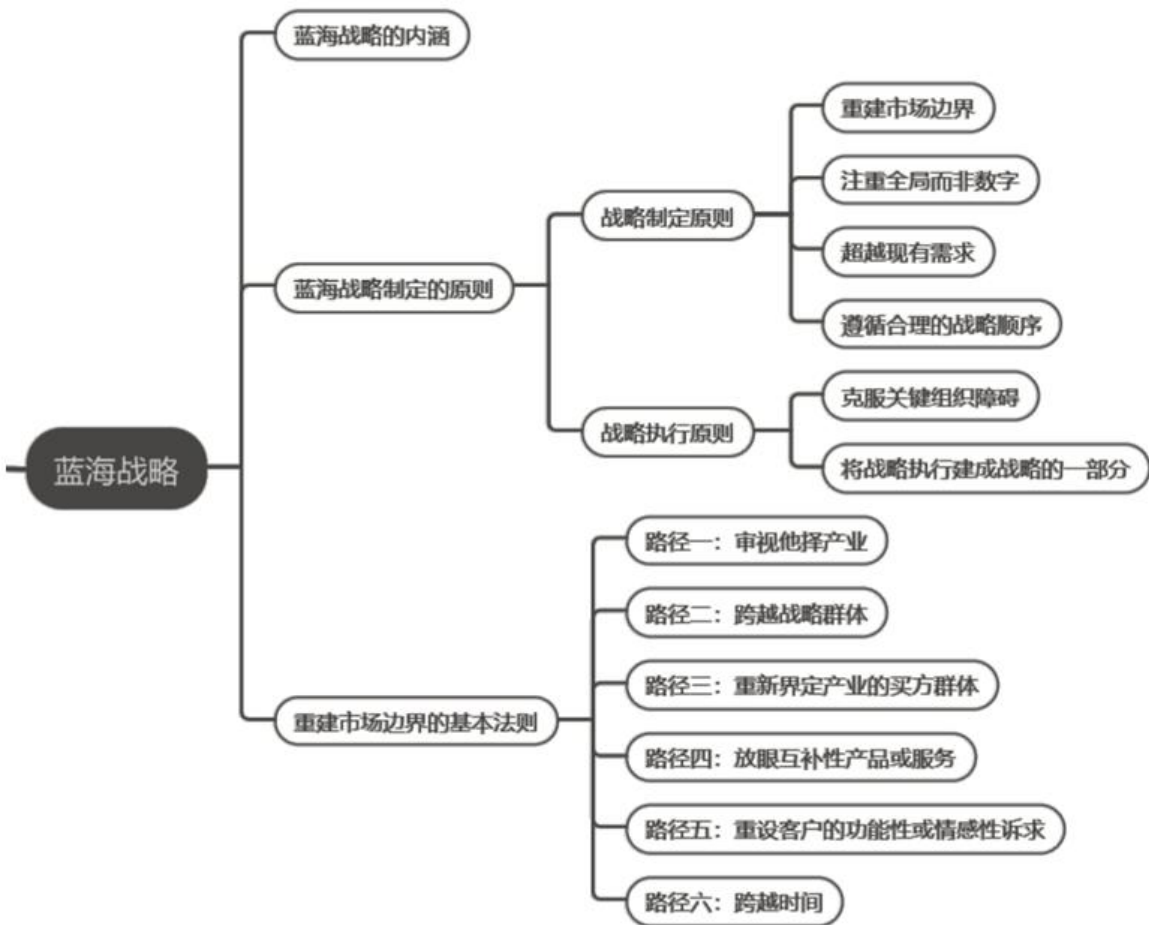 蓝海战略
蓝海战略的内涵
蓝海战略制定的原则
战略制定原则
重建市场边界
注重全局而非数字
超越现有需求
遵循合理的战略顺序
战略执行原则
克服关键组织障碍
将战略执行建成战略的一部分
重建市场边界的基本法则
路径一：审视他择产业
路径二：跨越战略群体
路径三：重新界定产业的买方群体
路径四：放眼互补性产品或服务
路径五：重设客户的功能性或情感性诉求
路径六：跨越时间